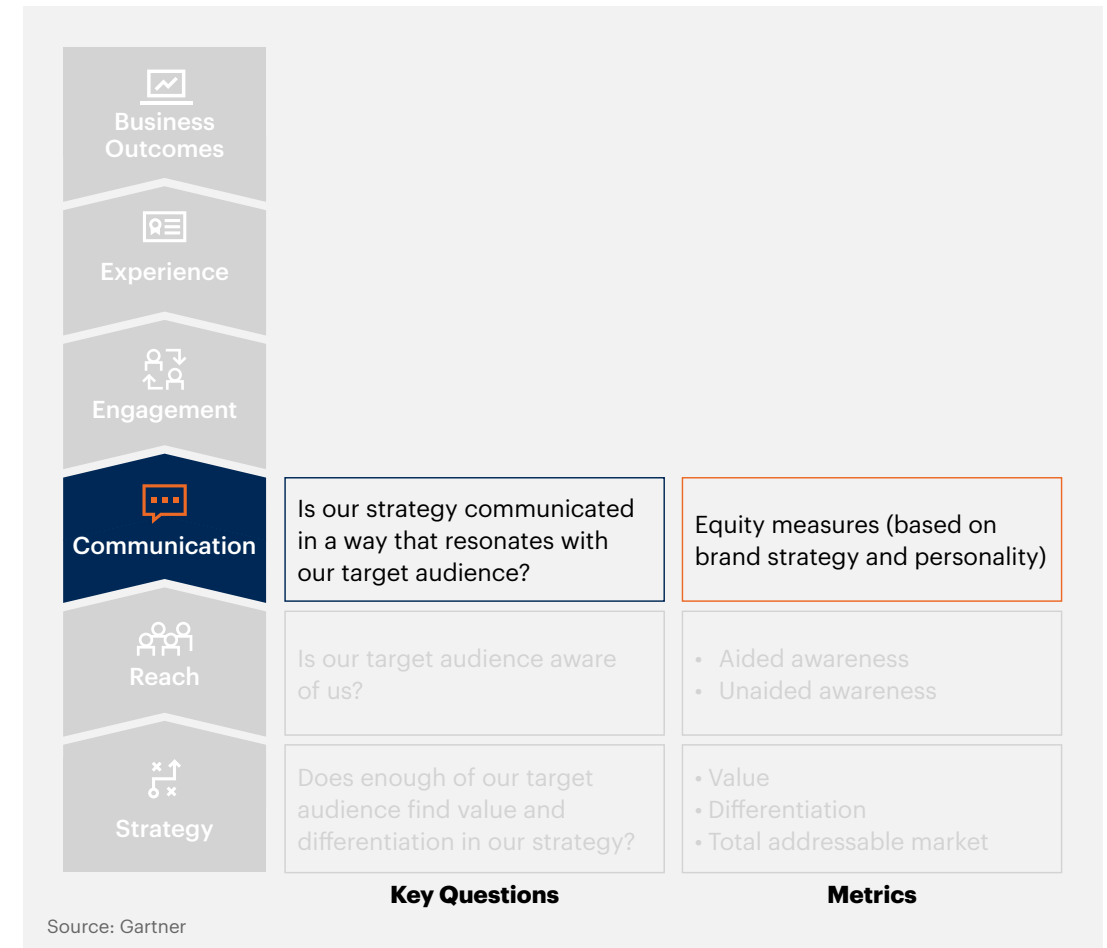 Business
Outcomes
Experience
Engagement
Communication
Is our strategy communicated
in a way that resonates with
our target audience?
Equity measures (based on
brand strategy and personality)
Reach
Is our target audience aware
of us?
• Aided awareness
• Unaided awareness
Strategy
Does enough of our target
audience find value and
differentiation in our strategy?
• Value
• Differentiation
• Total addressable market
Key Questions
Metrics
Source: Gartner